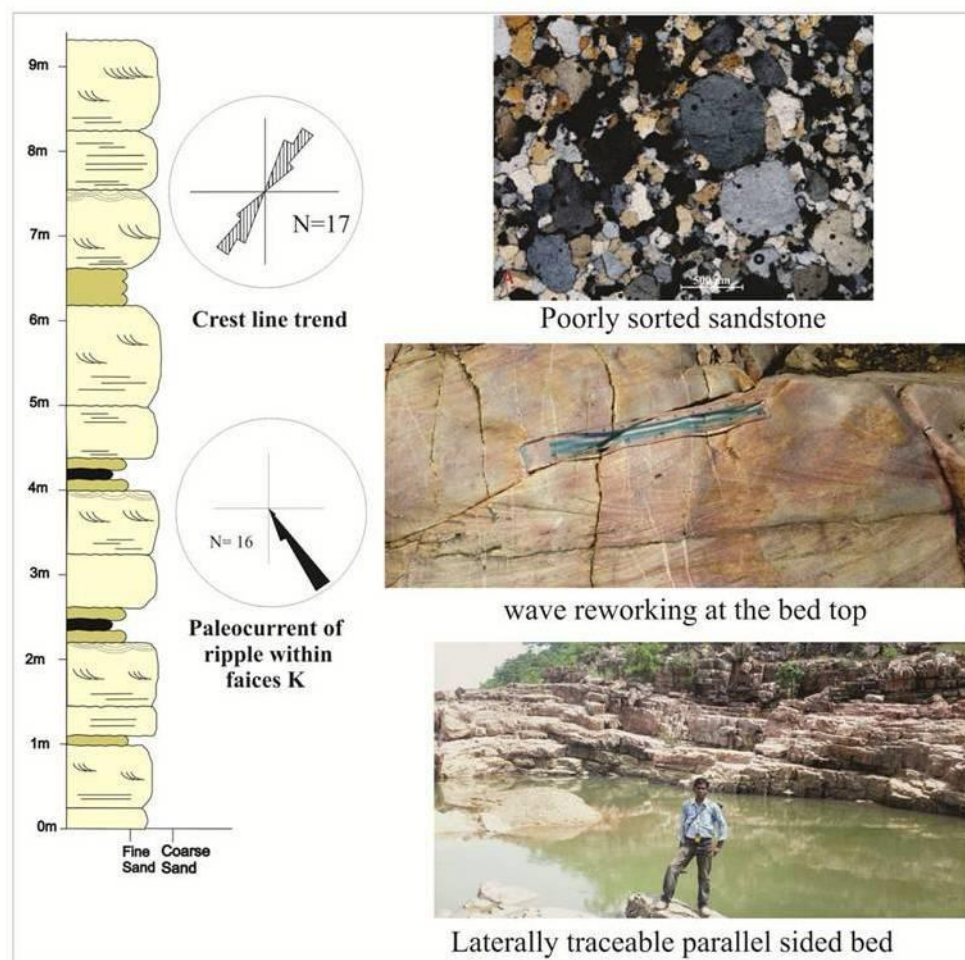 9m
8m
7m
6m
5m
4m
3m
2m
1m
0m
Fine
Sand
Coarse
Sand
N=17
Crest line trend
N= 16
Paleocurrent of
ripple within
faices K
A
Poorly sorted sandstone
wave reworking at the bed top
Laterally traceable parallel sided bed